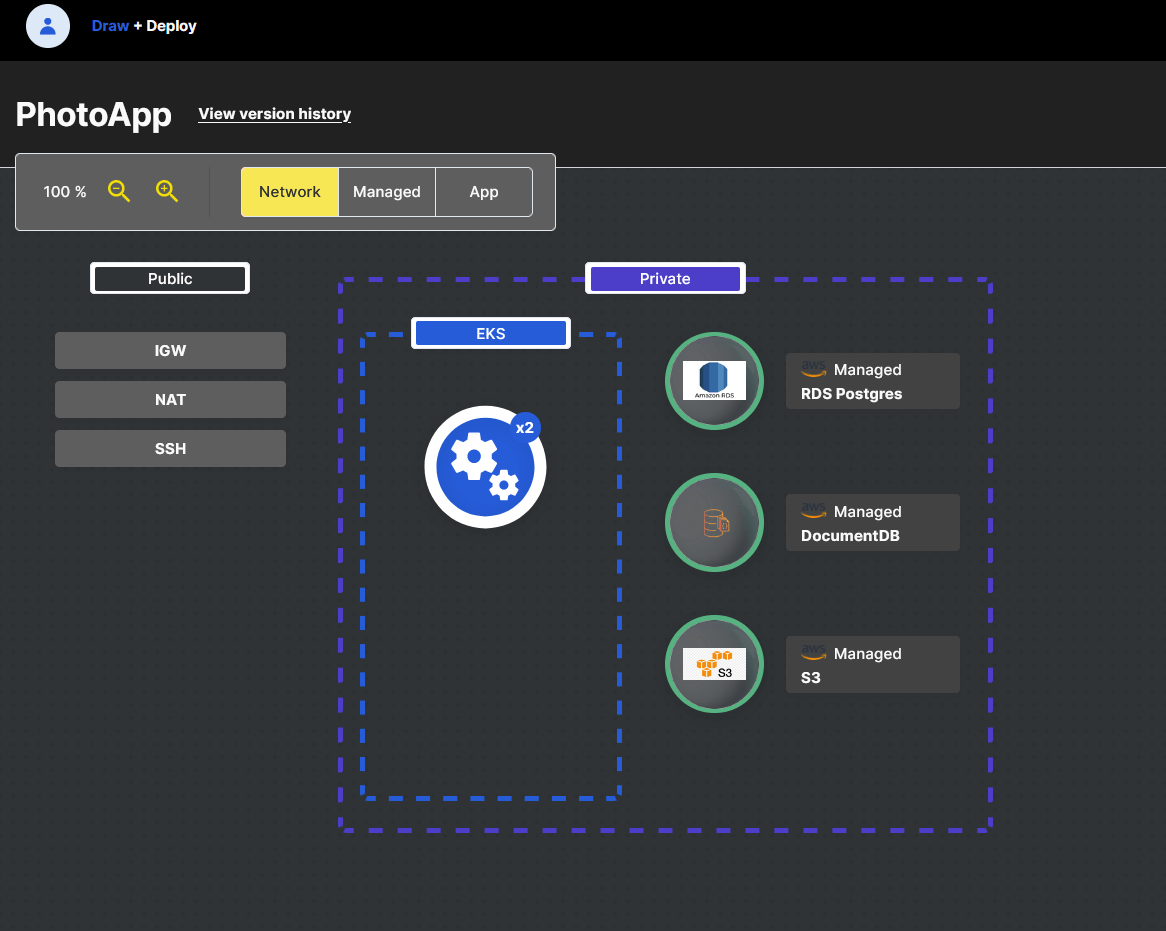 Draw + Deploy
PhotoApp
View version history
100 %
Network
Managed
App
Public
Private
IGW
NAT
SSH
EKS
x2
Amazon RDS
aws Managed
RDS Postgres
aws Managed
DocumentDB
S3
aws Managed
S3